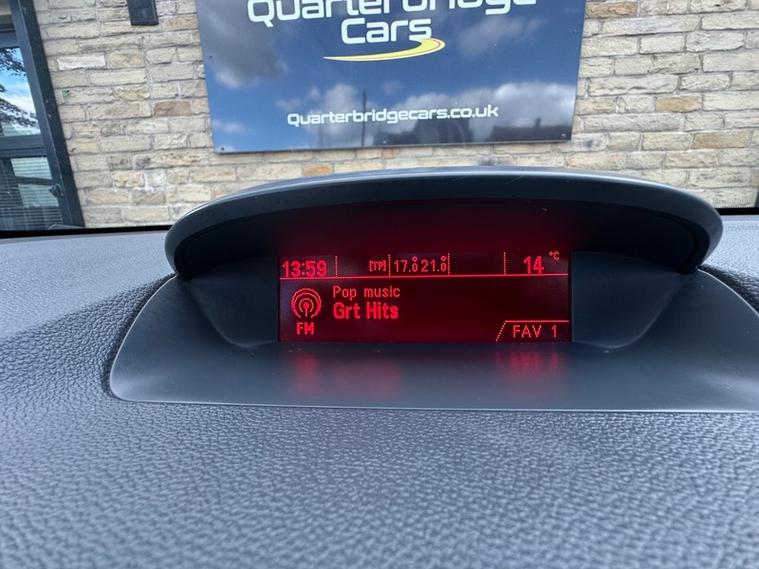 Quarterbridge
Cars
Quarterbridgecars.co.uk
13:59 [TP] 17.0° 21.0° 14 °C
Pop music
Grt Hits
FM
FAV 1